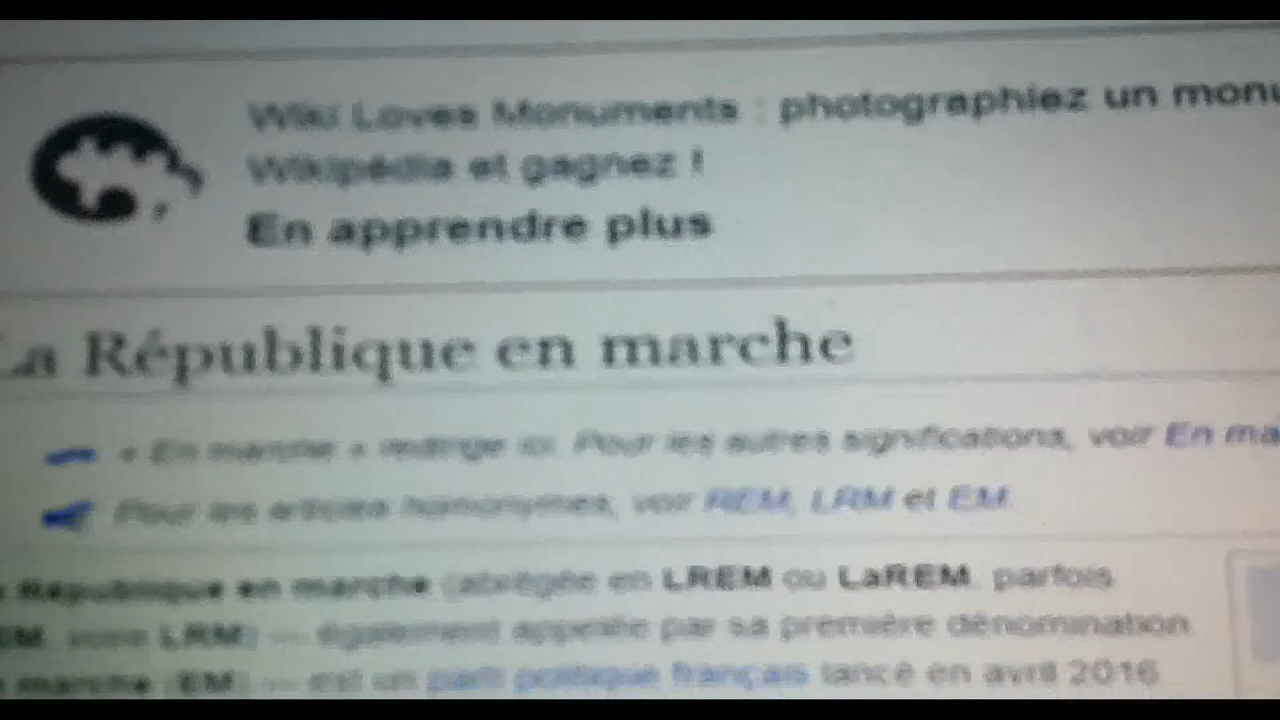 Wiki Loves Monuments : photographiez un monu
Wikipédia et gagnez !
En apprendre plus
La République en marche
« En marche » redirige ici. Pour les autres significations, voir En ma
Pour les articles homonymes, voir REM, LRM et EM.
République en marche (abrégée en LREM ou LaREM, parfois
EM, voire LRM) — également appelée par sa première dénomination
marche (EM) — est un parti politique français lancé en avril 2016